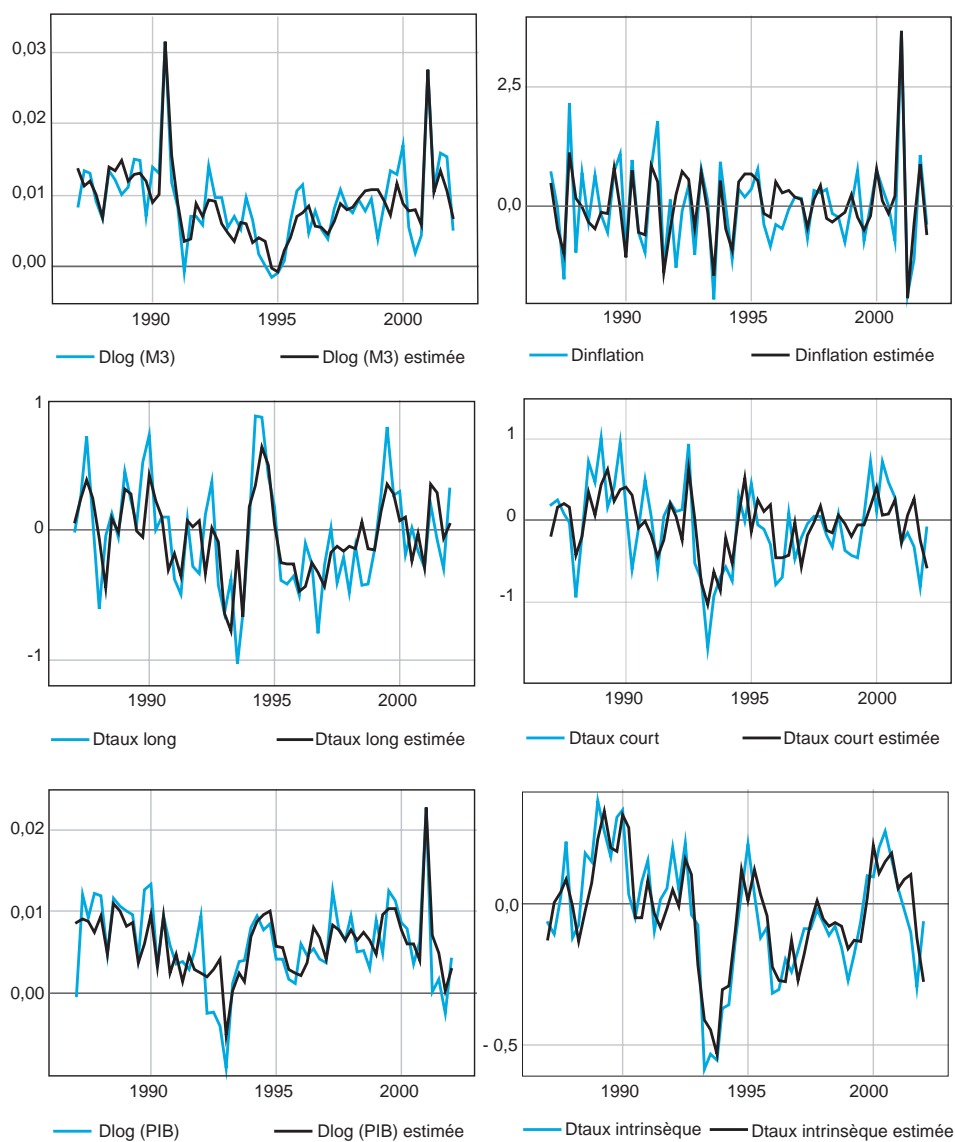 0,03
0,02
0,01
0,00
1990 1995 2000
Dlog (M3) Dlog (M3) estimée
2,5
0,0
1990 1995 2000
Dinflation Dinflation estimée
1
0
-1
1990 1995 2000
Dtaux long Dtaux long estimée
1
0
-1
1990 1995 2000
Dtaux court Dtaux court estimée
0,02
0,01
0,00
1990 1995 2000
Dlog (PIB) Dlog (PIB) estimée
0,0
- 0,5
1990 1995 2000
Dtaux intrinsèque Dtaux intrinsèque estimée